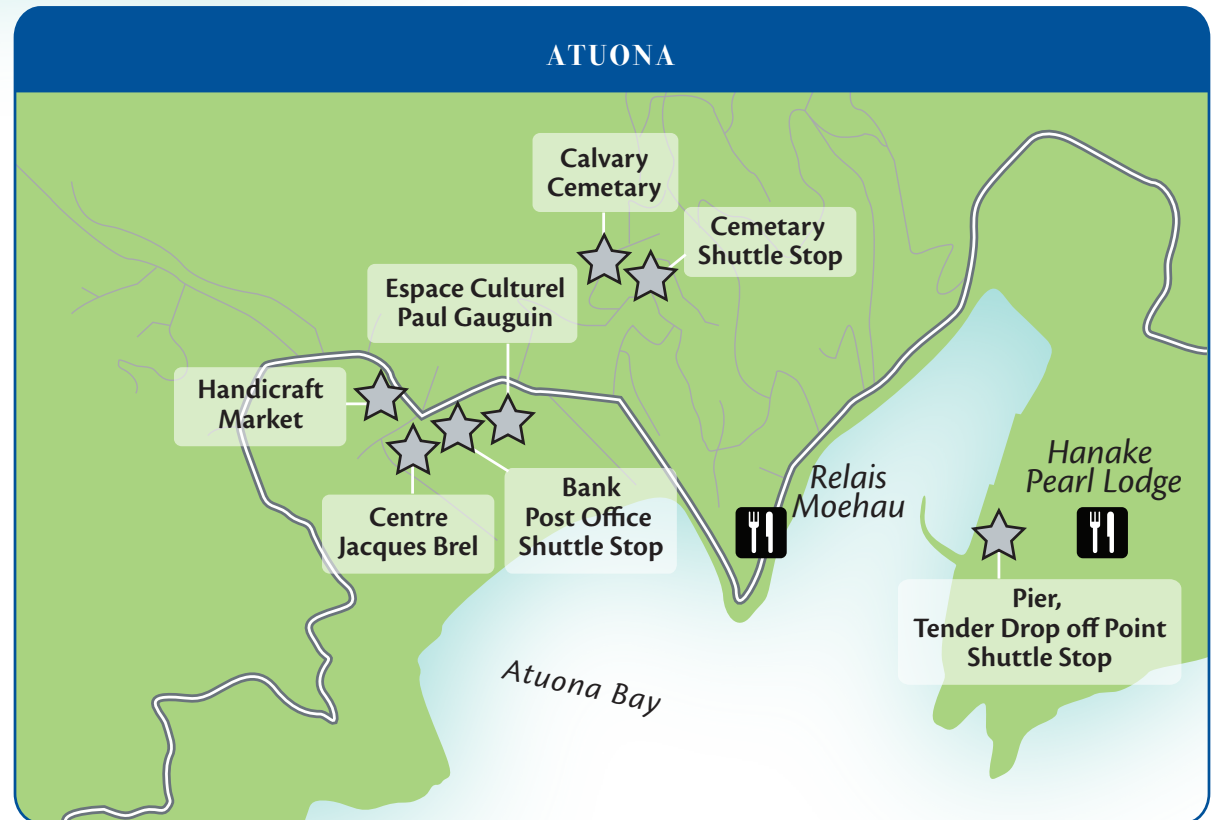 ATUONA
Calvary
Cemetary
Cemetary
Shuttle Stop
Espace Culturel
Paul Gauguin
Handicraft
Market
Centre
Jacques Brel
Bank
Post Office
Shuttle Stop
Relais
Moehau
Hanake
Pearl Lodge
Pier,
Tender Drop off Point
Shuttle Stop
Atuona Bay